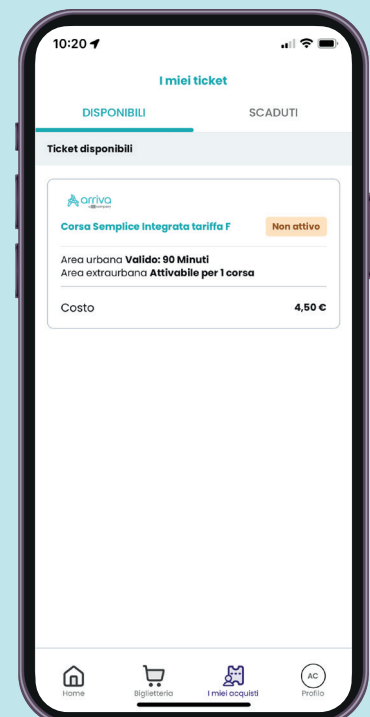 10:20
I miei ticket
DISPONIBILI SCADUTI
Ticket disponibili
arriva
Corsa Semplice Integrata tariffa F Non attivo
Area urbana Valido: 90 Minuti
Area extraurbana Attivabile per 1 corsa
Costo 4,50 €
AC
Home Biglietteria I miei acquisti Profilo